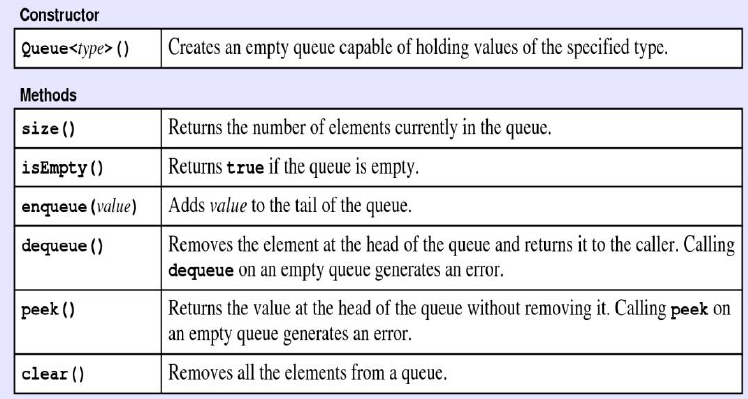 Constructor
Queue<type>() Creates an empty queue capable of holding values of the specified type.
Methods
size() Returns the number of elements currently in the queue.
isEmpty() Returns true if the queue is empty.
enqueue(value) Adds value to the tail of the queue.
dequeue() Removes the element at the head of the queue and returns it to the caller. Calling
dequeue on an empty queue generates an error.
peek() Returns the value at the head of the queue without removing it. Calling peek on
an empty queue generates an error.
clear() Removes all the elements from a queue.